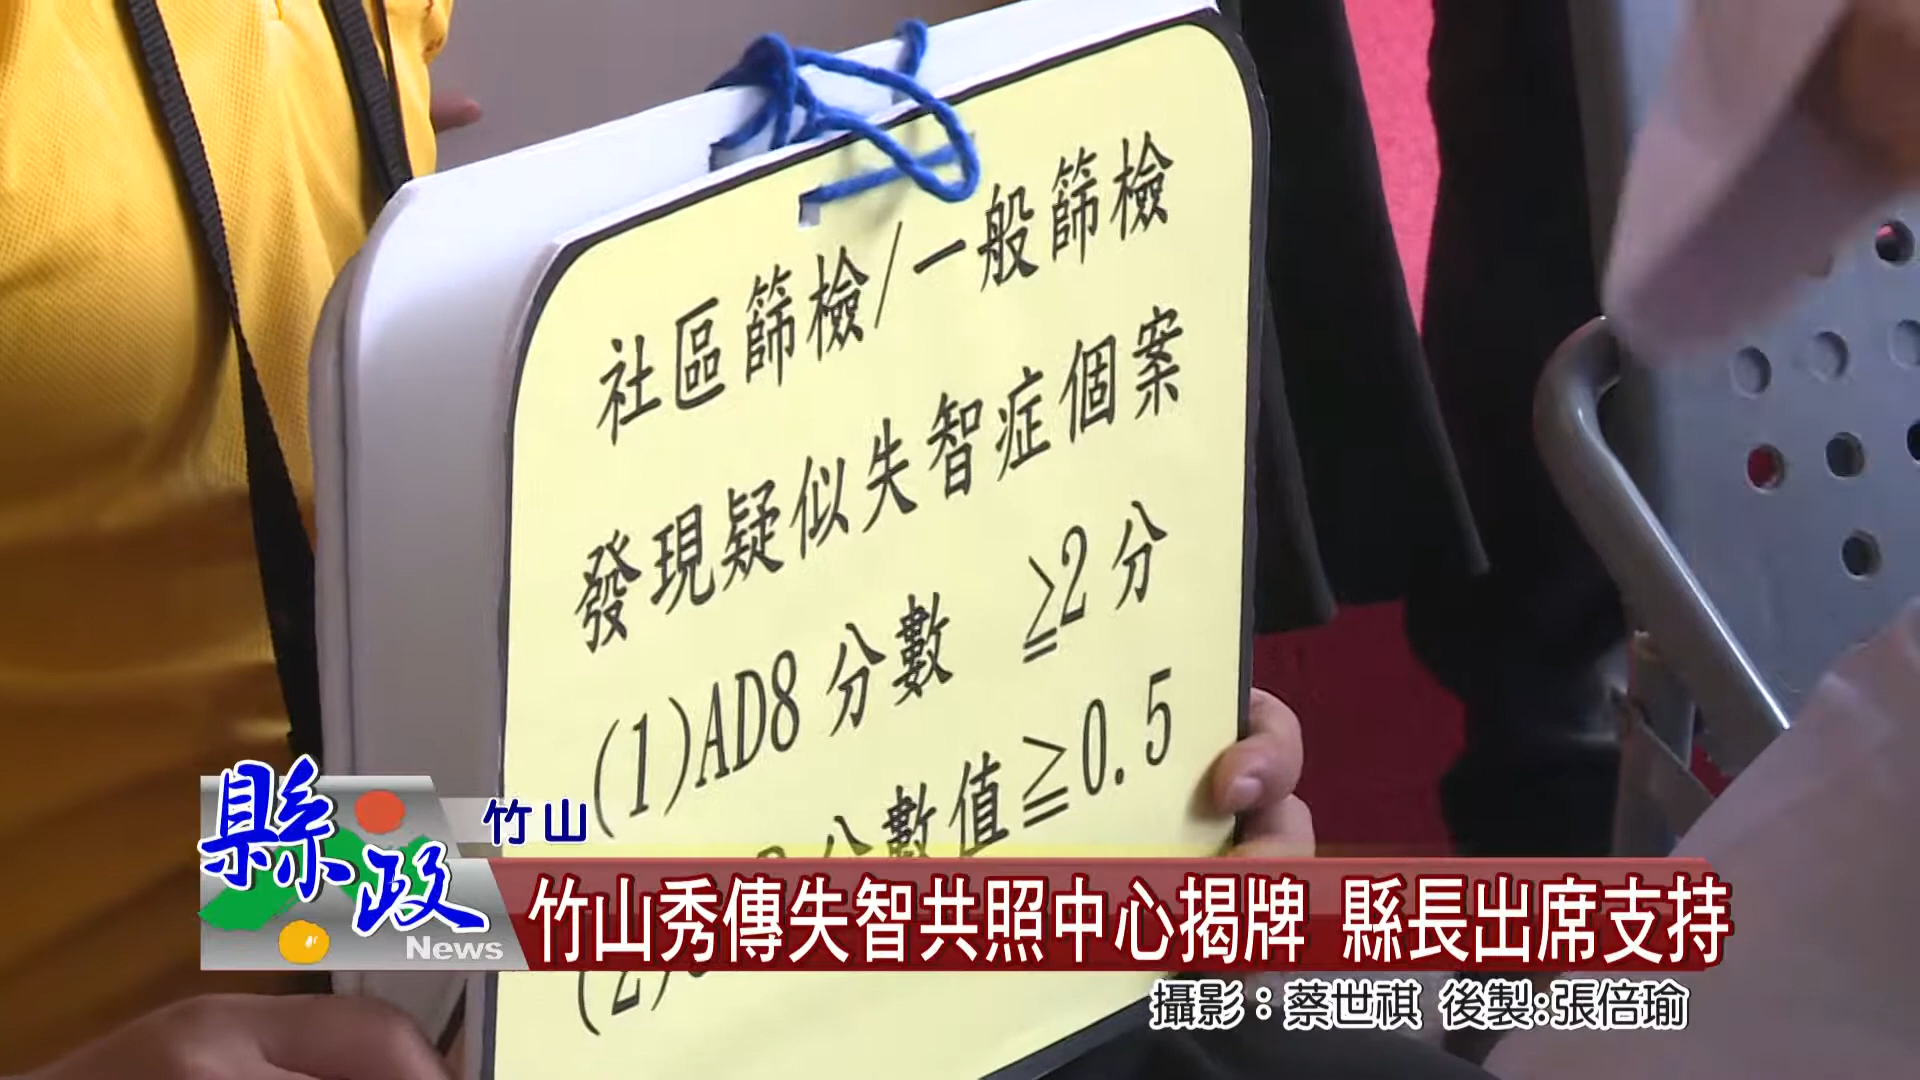 社區篩檢/一般篩檢
發現疑似失智症個案
(1)AD8 分數 ≧2 分
分數值≧0.5
(2)
縣政
News
竹山
竹山秀傳失智共照中心揭牌 縣長出席支持
攝影：蔡世祺 後製:張倍瑜